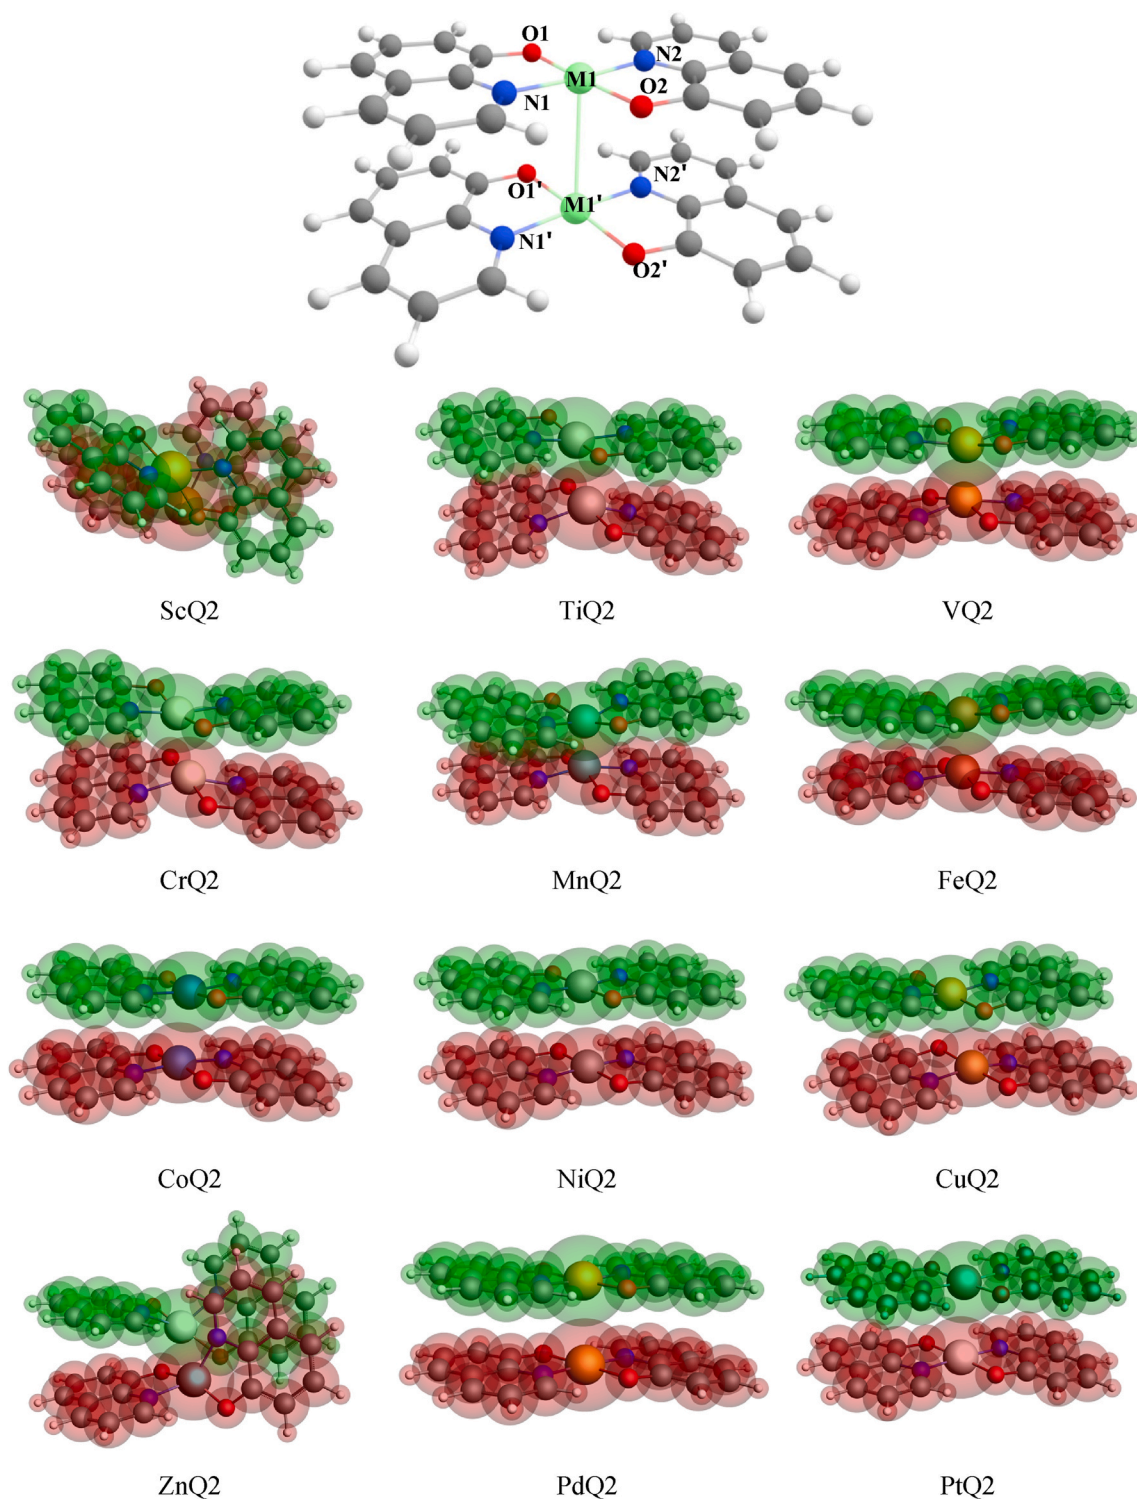 O1
N2
M1
O2
N1
N2'
O1'
M1'
N1'
O2'
ScQ2
TiQ2
VQ2
CrQ2
MnQ2
FeQ2
CoQ2
NiQ2
CuQ2
ZnQ2
PdQ2
PtQ2